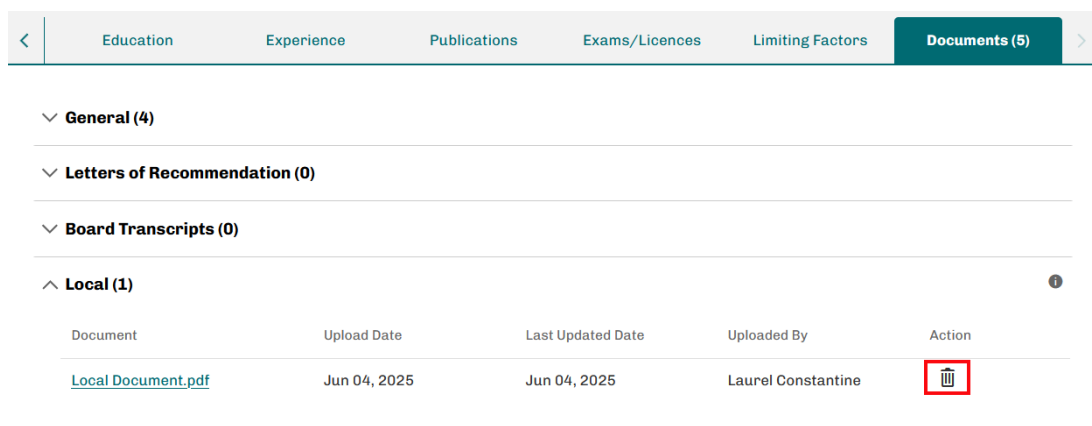 Education Experience Publications Exams/Licences Limiting Factors Documents (5)
General (4)
Letters of Recommendation (0)
Board Transcripts (0)
Local (1)
Document Upload Date Last Updated Date Uploaded By Action
Local Document.pdf Jun 04, 2025 Jun 04, 2025 Laurel Constantine